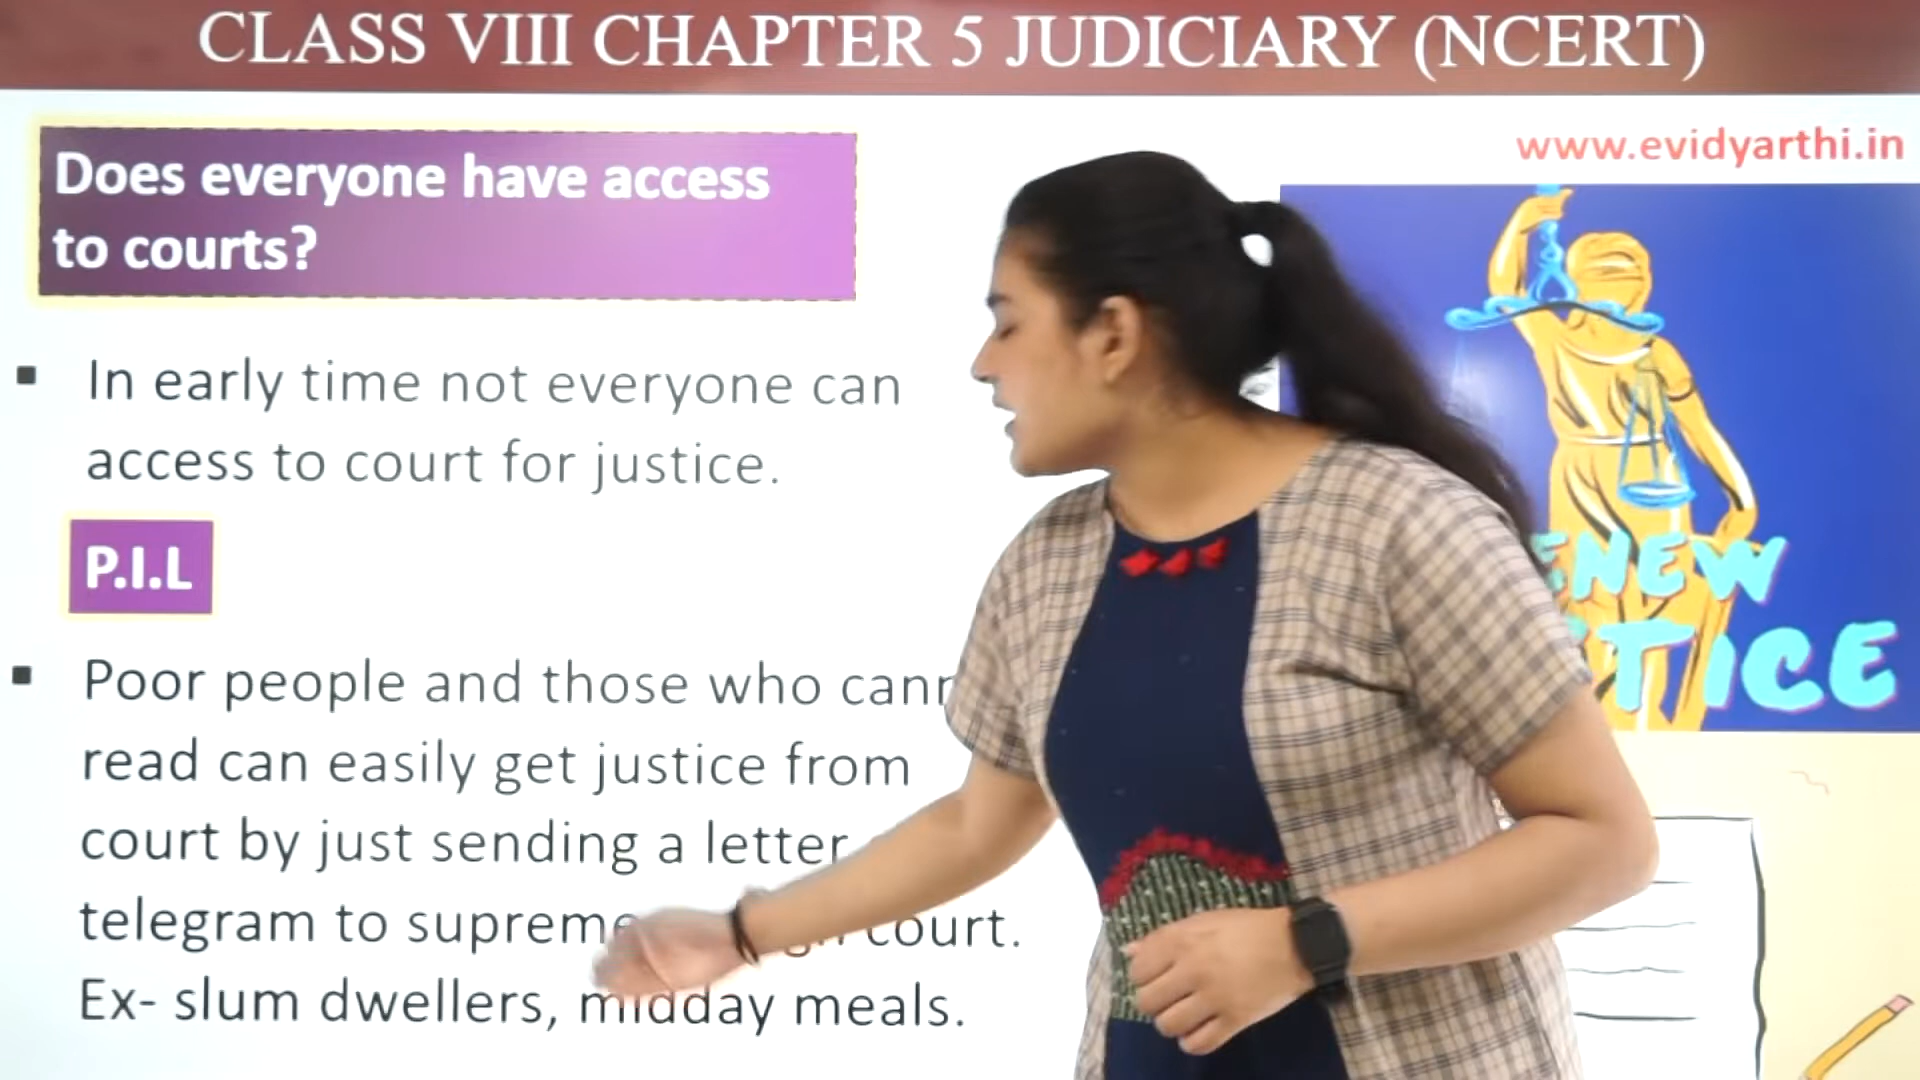 CLASS VIII CHAPTER 5 JUDICIARY (NCERT)
www.evidyarthi.in
Does everyone have access
to courts?
In early time not everyone can
access to court for justice.
P.I.L
Poor people and those who
read can easily get justice from
court by just sending a letter
telegram to supreme court.
Ex- slum dwellers, midday meals.